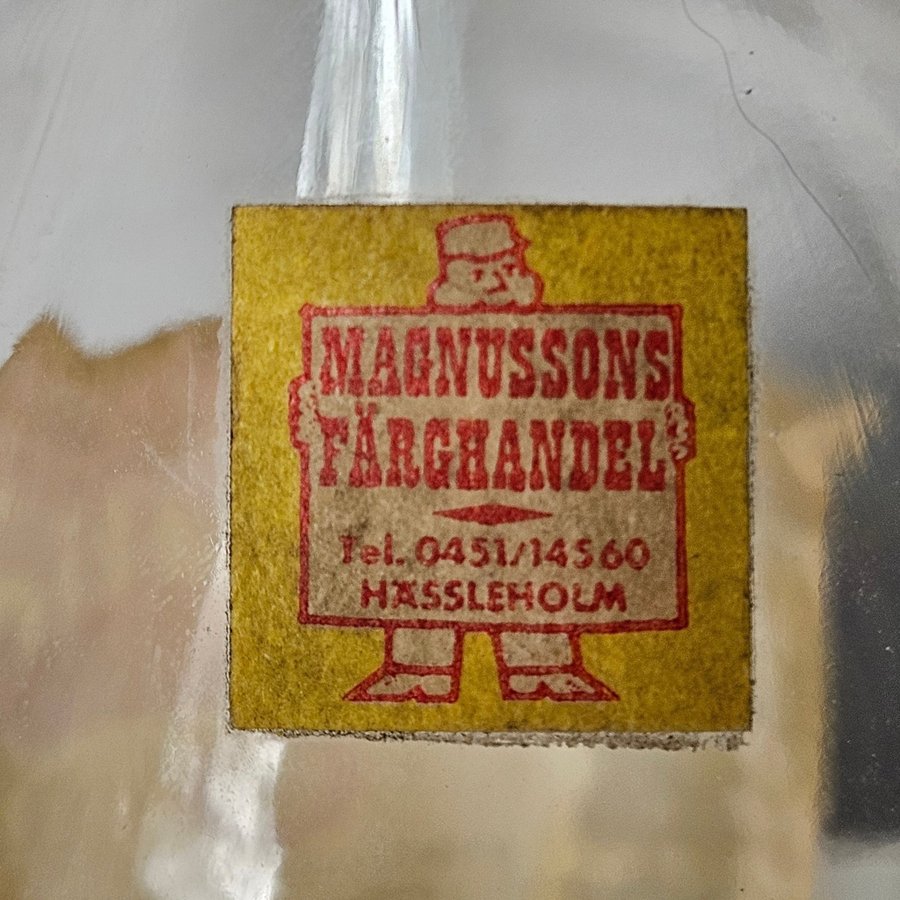 MAGNUSSONS
FÄRGHANDEL
Tel. 0451/14560
HÄSSLEHOLM